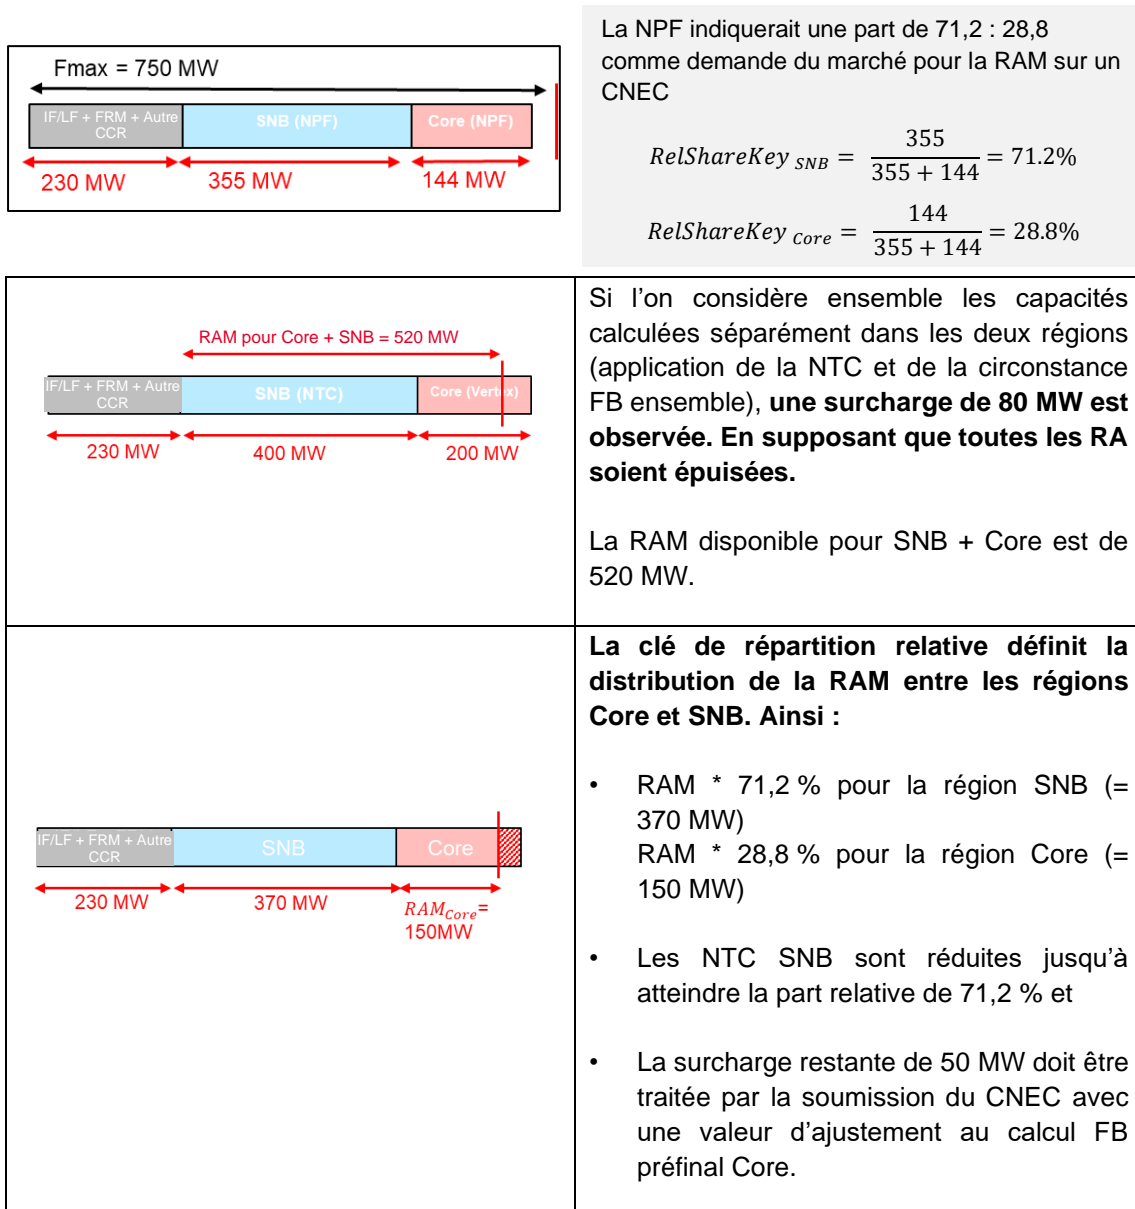 Fmax = 750 MW
IF/LF + FRM + Autre
CCR
SNB (NPF)
Core (NPF)
230 MW
355 MW
144 MW
La NPF indiquerait une part de 71,2 : 28,8
comme demande du marché pour la RAM sur un
CNEC
RelShareKey SNB = 355 / (355 + 144) = 71.2%
RelShareKey Core = 144 / (355 + 144) = 28.8%
RAM pour Core + SNB = 520 MW
IF/LF + FRM + Autre
CCR
SNB (NTC)
Core (Vertex)
230 MW
400 MW
200 MW
Si l’on considère ensemble les capacités
calculées séparément dans les deux régions
(application de la NTC et de la circonstance
FB ensemble), une surcharge de 80 MW est
observée. En supposant que toutes les RA
soient épuisées.
La RAM disponible pour SNB + Core est de
520 MW.
IF/LF + FRM + Autre
CCR
SNB
Core
230 MW
370 MW
RAM Core =
150MW
La clé de répartition relative définit la
distribution de la RAM entre les régions
Core et SNB. Ainsi :
• RAM * 71,2 % pour la région SNB (=
370 MW)
RAM * 28,8 % pour la région Core (=
150 MW)
• Les NTC SNB sont réduites jusqu’à
atteindre la part relative de 71,2 % et
• La surcharge restante de 50 MW doit être
traitée par la soumission du CNEC avec
une valeur d’ajustement au calcul FB
préfinal Core.